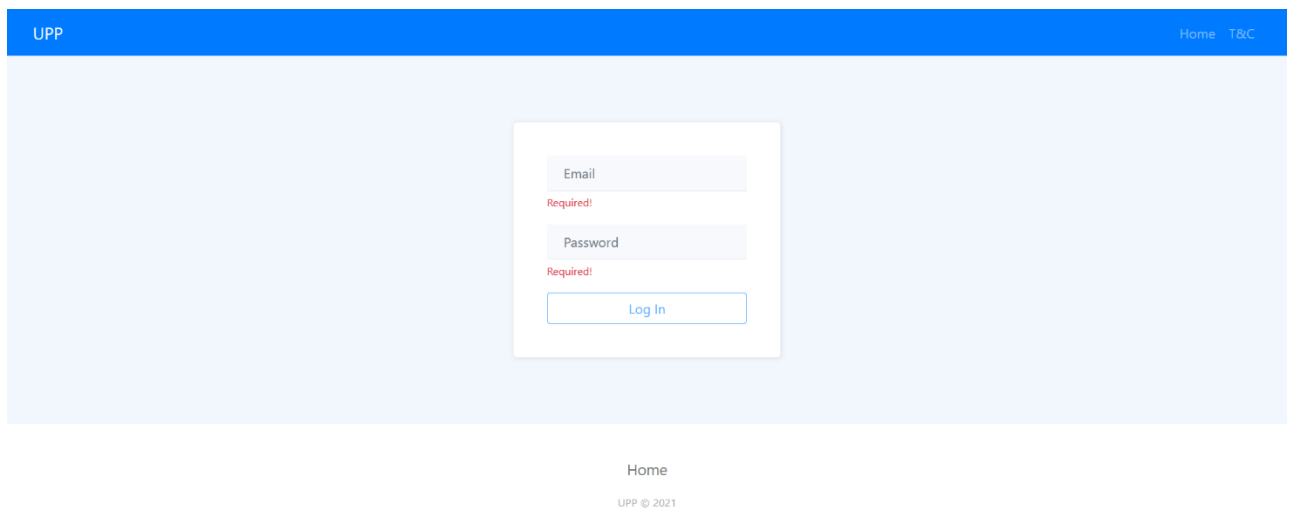 UPP Home T&C
Email
Required!
Password
Required!
Log In
Home
UPP © 2021